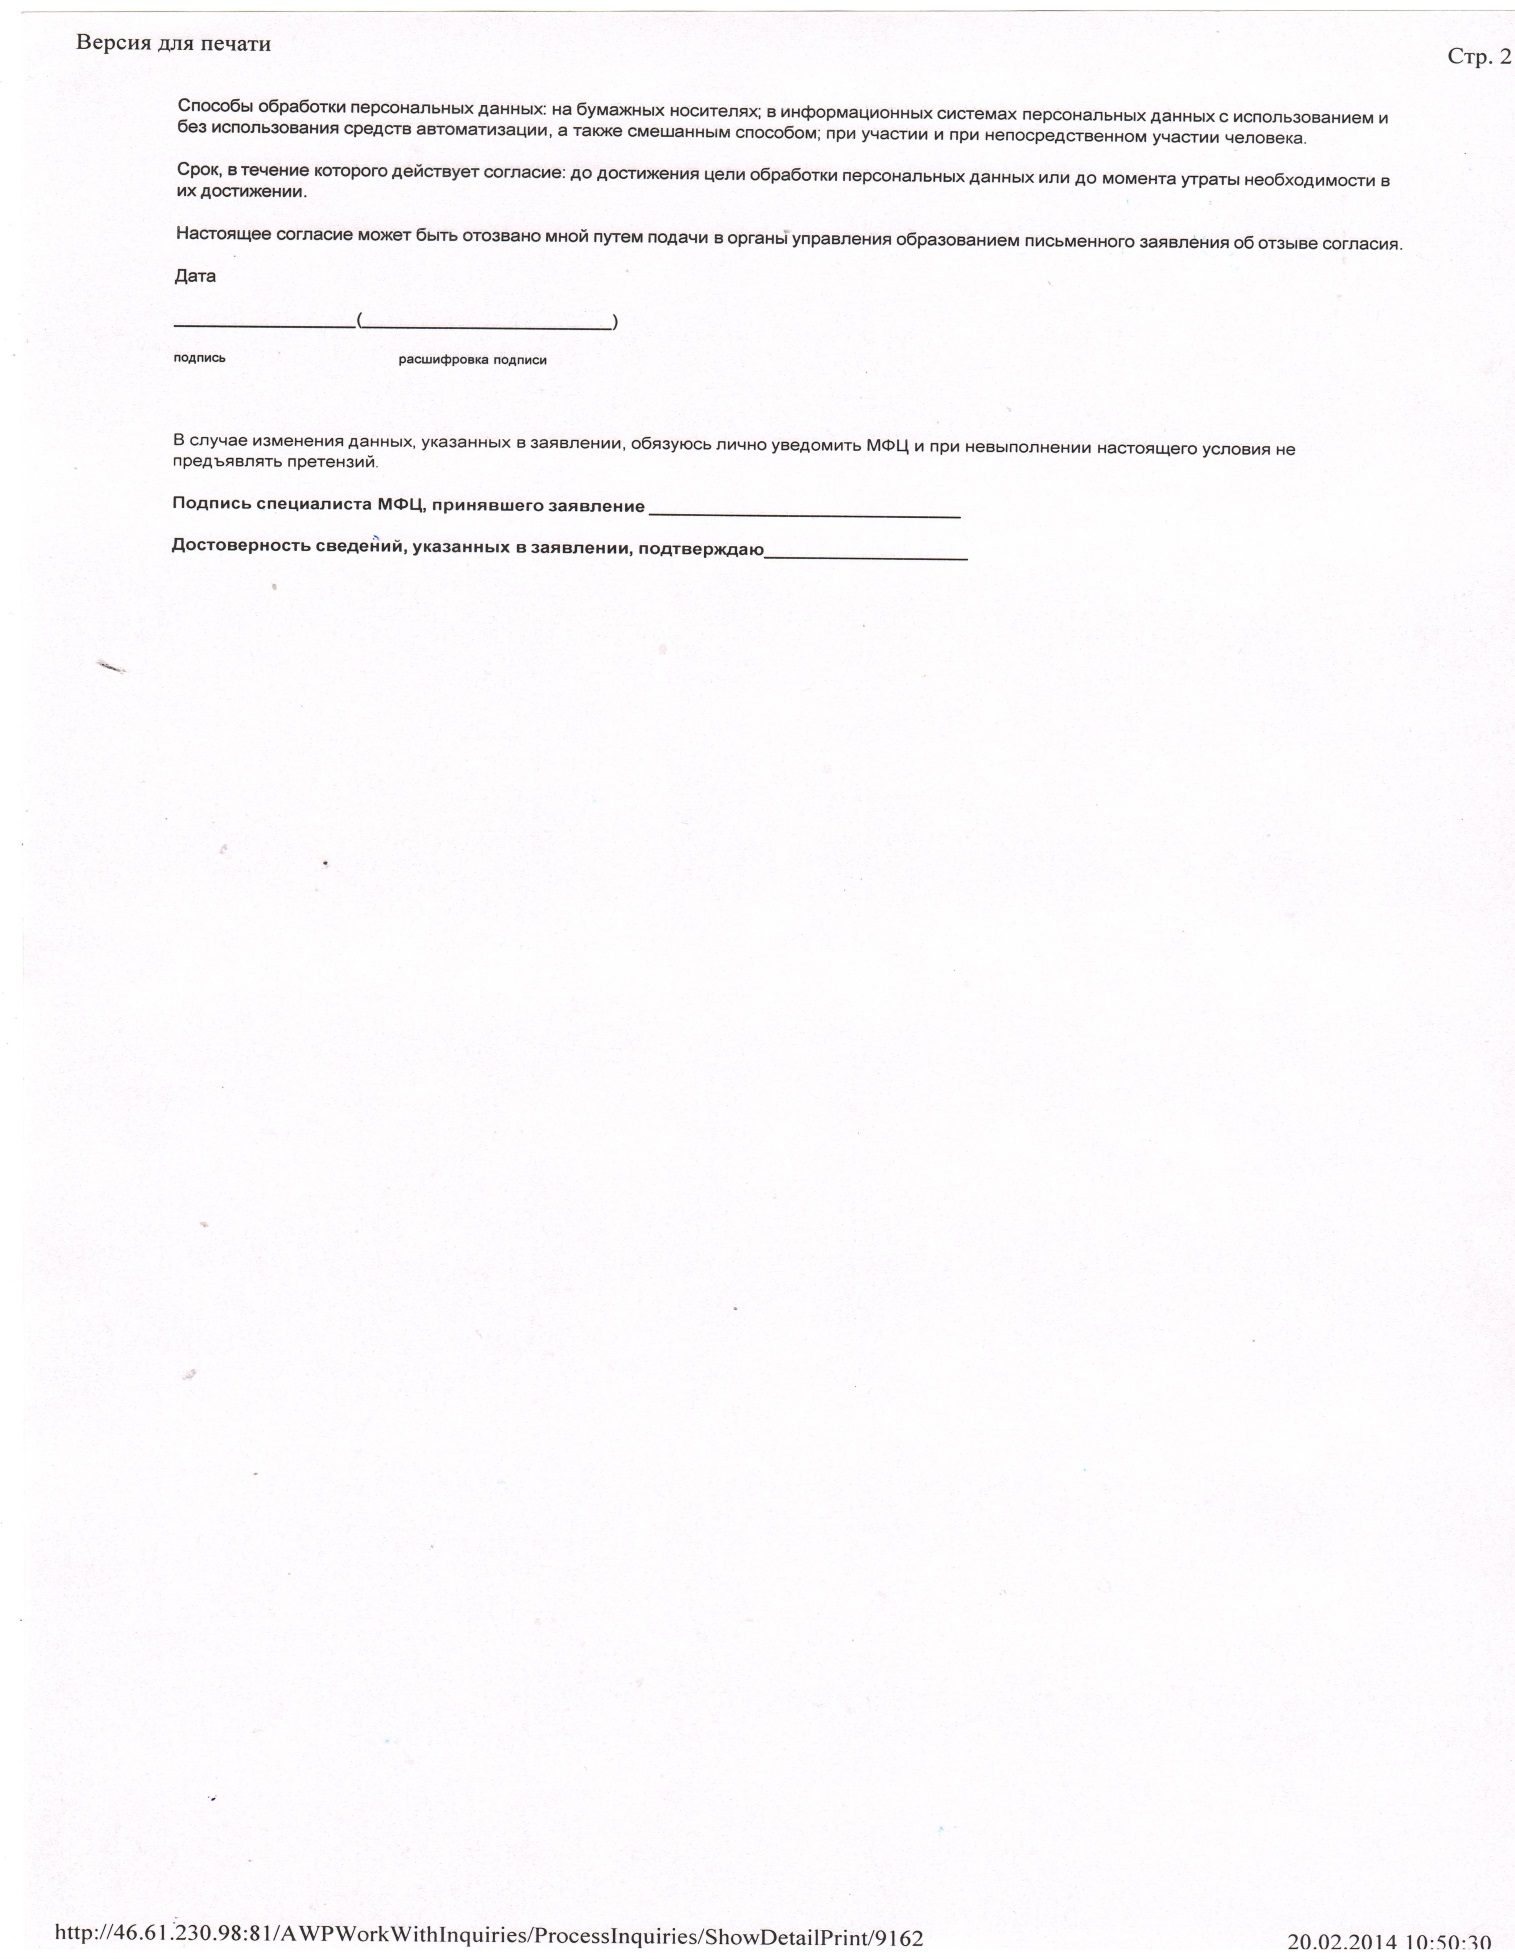 Версия для печати
Стр. 2
Способы обработки персональных данных: на бумажных носителях; в информационных системах персональных данных с использованием и
без использования средств автоматизации, а также смешанным способом; при участии и при непосредственном участии человека.
Срок, в течение которого действует согласие: до достижения цели обработки персональных данных или до момента утраты необходимости в
их достижении.
Настоящее согласие может быть отозвано мной путем подачи в органы управления образованием письменного заявления об отзыве согласия.
Дата
__________________(_________________________)
подпись расшифровка подписи
В случае изменения данных, указанных в заявлении, обязуюсь лично уведомить МФЦ и при невыполнении настоящего условия не
предъявлять претензий.
Подпись специалиста МФЦ, принявшего заявление _______________________________
Достоверность сведений, указанных в заявлении, подтверждаю____________________
http://46.61.230.98:81/AWPWorkWithInquiries/ProcessInquiries/ShowDetailPrint/9162
20.02.2014 10:50:30